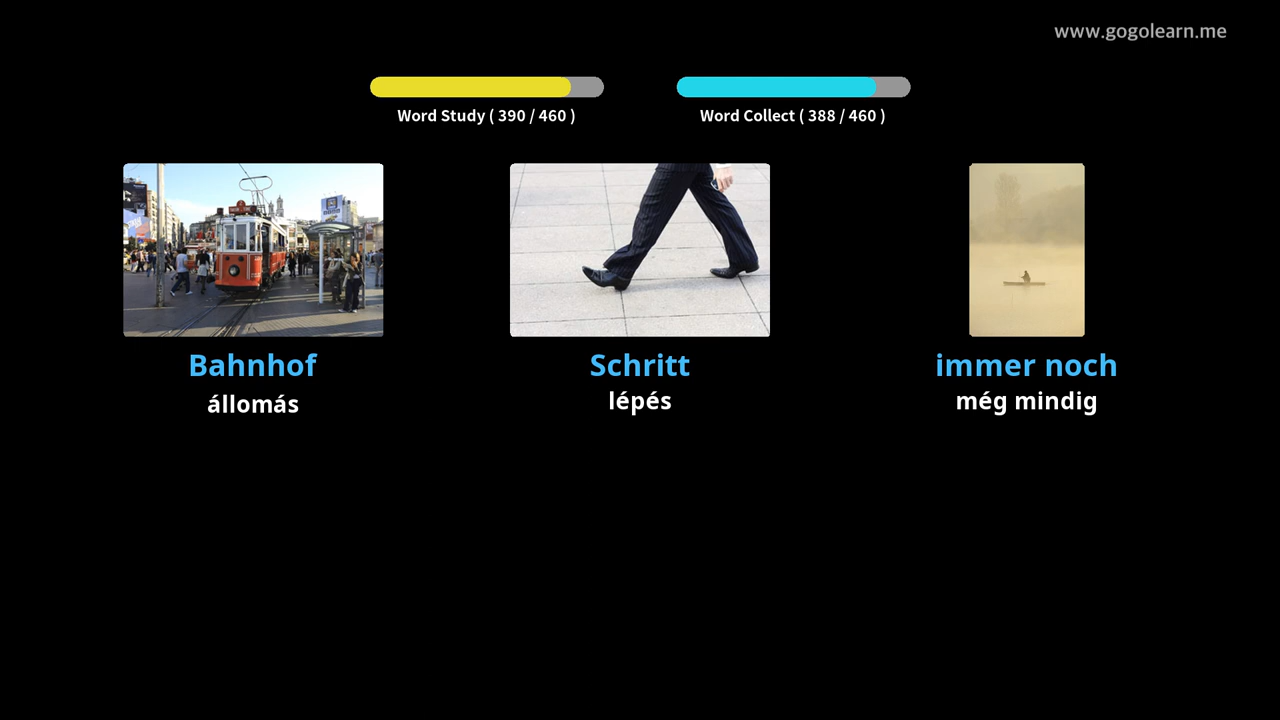 www.gogolearn.me
Word Study ( 390 / 460 )
Word Collect ( 388 / 460 )
Bahnhof
Schritt
immer noch
állomás
lépés
még mindig